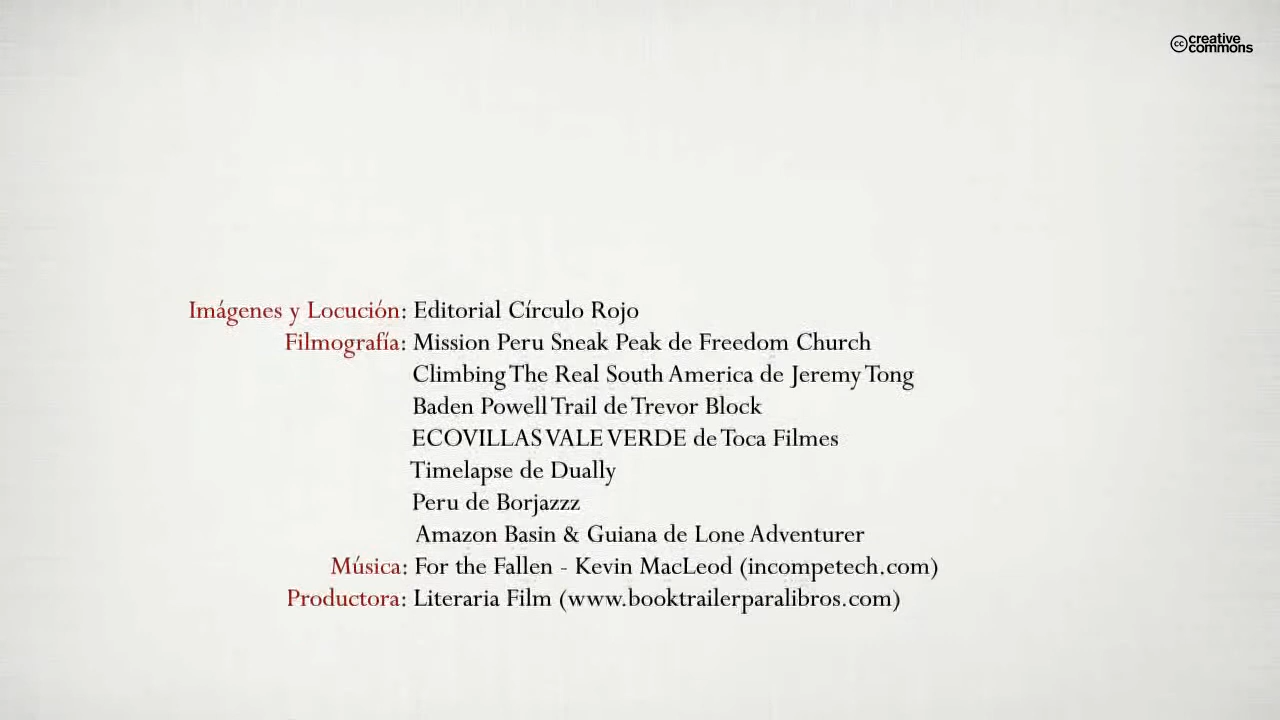 cc creative
commons
Imágenes y Locución: Editorial Círculo Rojo
Filmografía: Mission Peru Sneak Peak de Freedom Church
Climbing The Real South America de Jeremy Tong
Baden Powell Trail de Trevor Block
ECOVILLAS VALE VERDE de Toca Filmes
Timelapse de Dually
Peru de Borjazzz
Amazon Basin & Guiana de Lone Adventurer
Música: For the Fallen - Kevin MacLeod (incompetech.com)
Productora: Literaria Film (www.booktrailerparalibros.com)